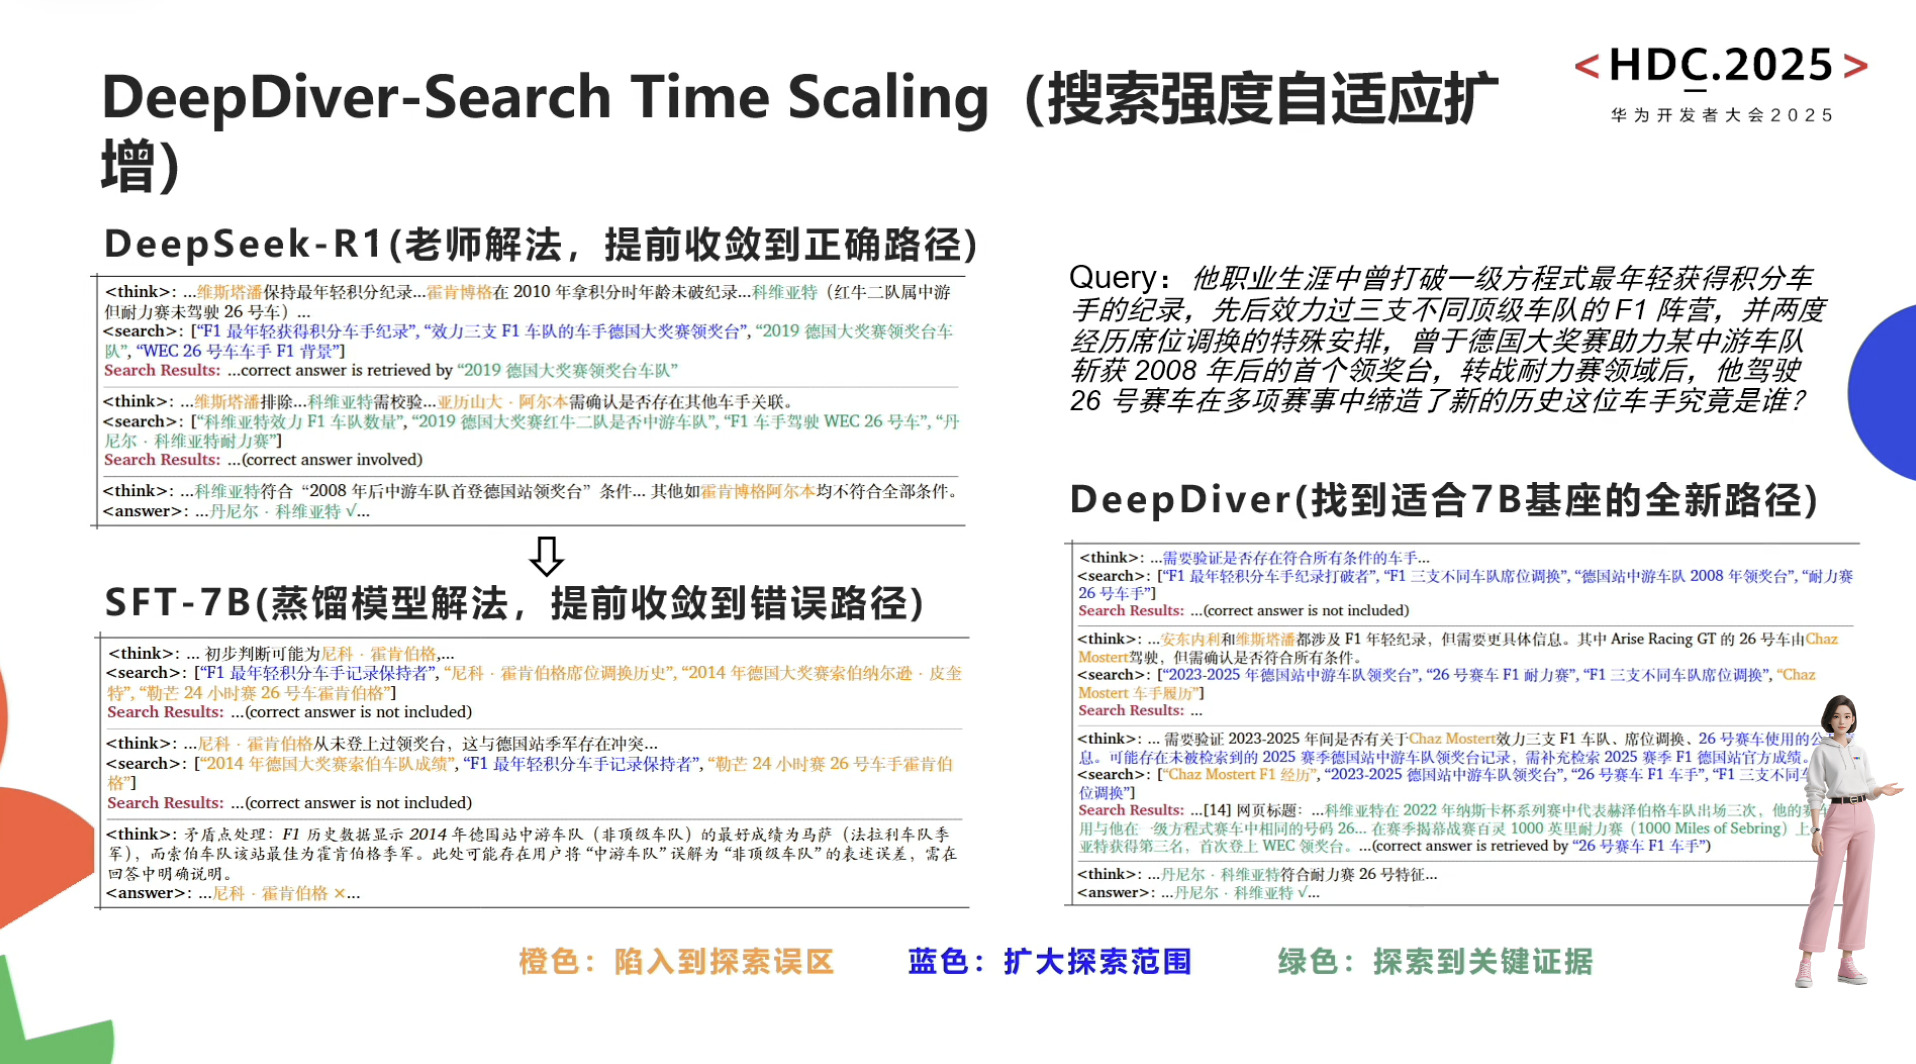 DeepDiver-Search Time Scaling（搜索强度自适应扩
增）
<HDC.2025>
华为开发者大会2025
DeepSeek-R1(老师解法，提前收敛到正确路径)
<think>: ...维斯塔潘保持最年轻积分纪录...霍肯博格在 2010 年拿积分时年龄未破纪录...科维亚特（红牛二队属中游
但耐力赛未驾驶 26 号车）...
<search>: [“F1 最年轻获得积分车手纪录”, “效力三支 F1 车队的车手德国大奖赛领奖台”, “2019 德国大奖赛领奖台车
队”, “WEC 26 号车车手 F1 背景”]
Search Results: ...correct answer is retrieved by “2019 德国大奖赛领奖台车队”
<think>: ...维斯塔潘排除...科维亚特需校验...亚历山大 · 阿尔本需确认是否存在其他车手关联。
<search>: [“科维亚特效力 F1 车队数量”, “2019 德国大奖赛红牛二队是否中游车队”, “F1 车手驾驶 WEC 26 号车”, “丹
尼尔 · 科维亚特耐力赛”]
Search Results: ...(correct answer involved)
<think>: ...科维亚特符合 “2008 年后中游车队首登德国站领奖台” 条件... 其他如霍肯博格阿尔本均不符合全部条件。
<answer>: ...丹尼尔 · 科维亚特 √...
SFT-7B(蒸馏模型解法，提前收敛到错误路径)
<think>: ... 初步判断可能为尼科 · 霍肯伯格,...
<search>: [“F1 最年轻积分车手记录保持者”, “尼科 · 霍肯伯格席位调换历史”, “2014 年德国大奖赛索伯纳尔逊 · 皮奎
特”, “勒芒 24 小时赛 26 号车霍肯伯格”]
Search Results: ...(correct answer is not included)
<think>: ...尼科 · 霍肯伯格从未登上过领奖台，这与德国站季军存在冲突...
<search>: [“2014 年德国大奖赛索伯车队成绩”, “F1 最年轻积分车手记录保持者”, “勒芒 24 小时赛 26 号车手霍肯伯
格”]
Search Results: ...(correct answer is not included)
<think>: 矛盾点处理：F1 历史数据显示 2014 年德国站中游车队（非顶级车队）的最好成绩为马萨（法拉利车队季
军），而索伯车队该站最佳为霍肯伯格季军。此处可能存在用户将 “中游车队” 误解为 “非顶级车队” 的表述误差，需在
回答中明确说明。
<answer>: ...尼科 · 霍肯伯格 ×...
Query： 他职业生涯中曾打破一级方程式最年轻获得积分车
手的纪录，先后效力过三支不同顶级车队的 F1 阵营，并两度
经历席位调换的特殊安排，曾于德国大奖赛助力某中游车队
斩获 2008 年后的首个领奖台，转战耐力赛领域后，他驾驶
26 号赛车在多项赛事中缔造了新的历史这位车手究竟是谁？
DeepDiver(找到适合7B基座的全新路径)
<think>: ...需要验证是否存在符合所有条件的车手...
<search>: [“F1 最年轻积分车手纪录打破者”, “F1 三支不同车队席位调换”, “德国站中游车队 2008 年领奖台”, “耐力赛
26 号车手”]
Search Results: ...(correct answer is not included)
<think>: ...安东内利和维斯塔潘都涉及 F1 年轻纪录，但需要更具体信息。其中 Arise Racing GT 的 26 号车由Chaz
Mostert驾驶，但需确认是否符合所有条件。
<search>: [“2023-2025 年德国站中游车队领奖台”, “26 号赛车 F1 耐力赛”, “F1 三支不同车队席位调换”, “Chaz
Mostert 车手履历”]
Search Results: ...
<think>: ... 需要验证 2023-2025 年间是否有关于Chaz Mostert效力三支 F1 车队、席位调换、26 号赛车使用的公
息。可能存在未被检索到的 2025 赛季德国站中游车队领奖台记录，需补充检索 2025 赛季 F1 德国站官方成绩。
<search>: [“Chaz Mostert F1 经历”, “2023-2025 德国站中游车队领奖台”, “26 号赛车 F1 车手”, “F1 三支不同车
位调换”]
Search Results: ...[14] 网页标题：...科维亚特在 2022 年纳斯卡杯系列赛中代表赫泽伯格车队出场三次，他的赛车
用与他在一级方程式赛车中相同的号码 26... 在赛季揭幕战赛百灵 1000 英里耐力赛（1000 Miles of Sebring）上
亚特获得第三名，首次登上 WEC 领奖台。...(correct answer is retrieved by “26 号赛车 F1 车手”)
<think>: ...丹尼尔 · 科维亚特符合耐力赛 26 号特征...
<answer>: ...丹尼尔 · 科维亚特 √...
橙色：陷入到探索误区
蓝色：扩大探索范围
绿色：探索到关键证据